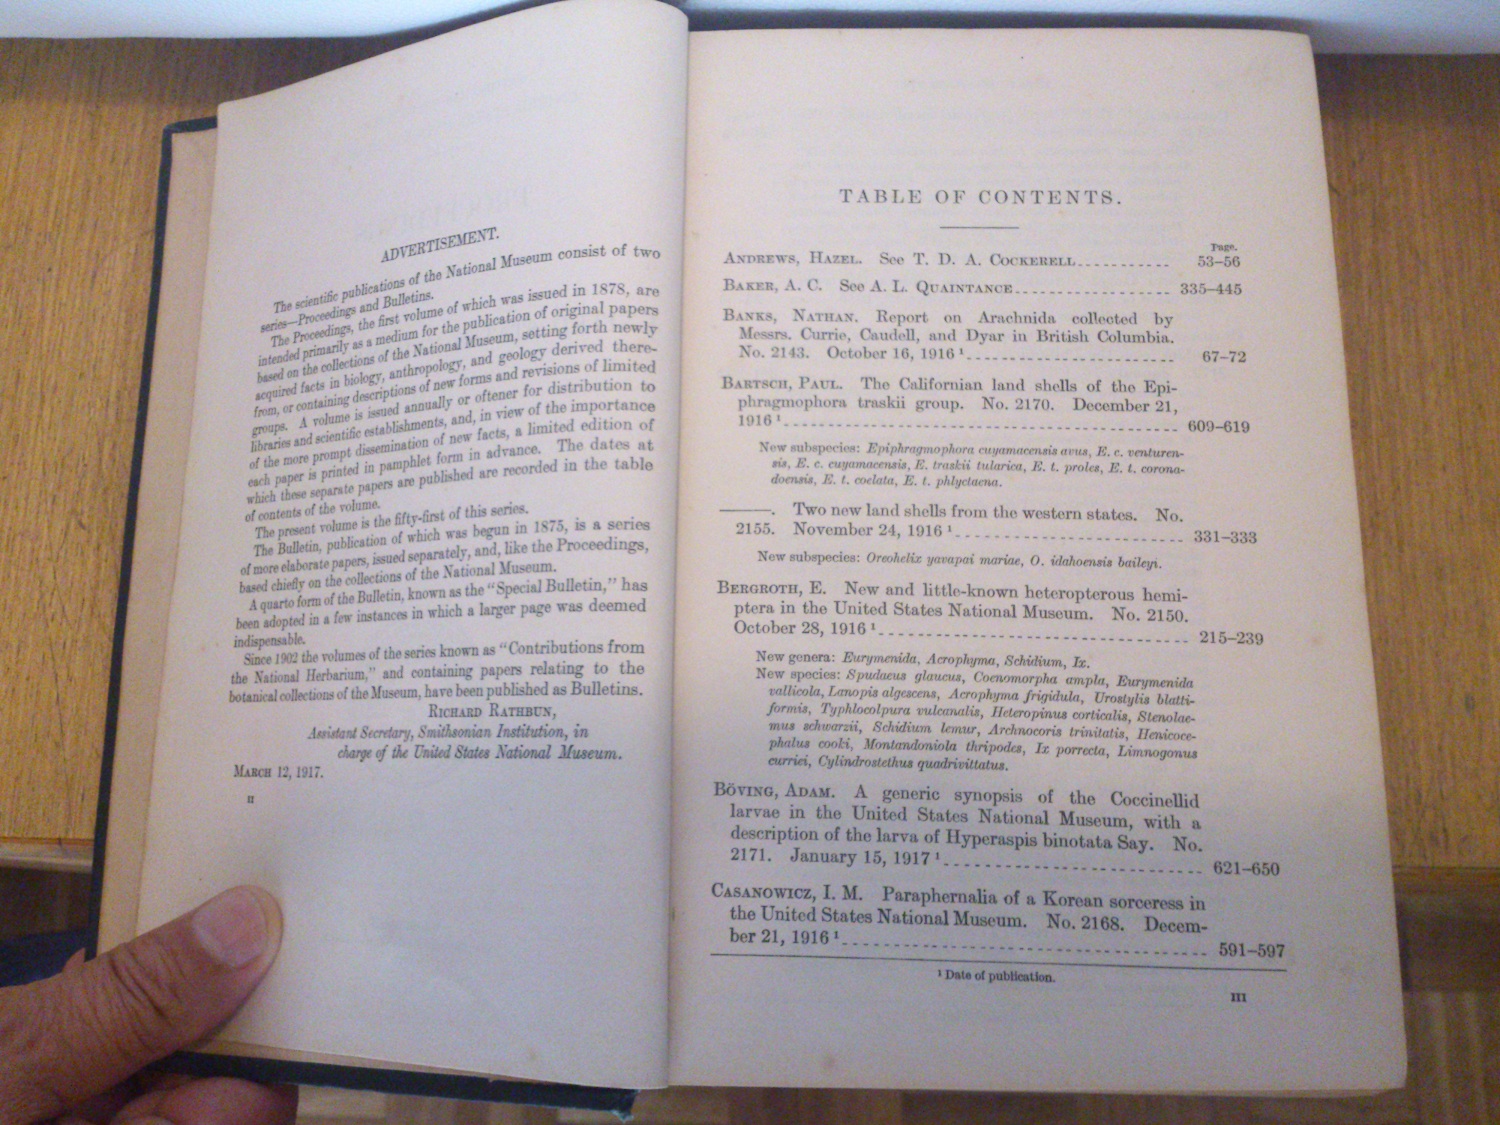 ADVERTISEMENT.
The scientific publications of the National Museum consist of two
series—Proceedings and Bulletins.
The Proceedings, the first volume of which was issued in 1878, are
intended primarily as a medium for the publication of original papers
based on the collections of the National Museum, setting forth newly
acquired facts in biology, anthropology, and geology derived there-
from, or containing descriptions of new forms and revisions of limited
groups. A volume is issued annually or oftener for distribution to
libraries and scientific establishments, and, in view of the importance
of the more prompt dissemination of new facts, a limited edition of
each paper is printed in pamphlet form in advance. The dates at
which these separate papers are published are recorded in the table
of contents of the volume.
The present volume is the fifty-first of this series.
The Bulletin, publication of which was begun in 1875, is a series
of more elaborate papers, issued separately, and, like the Proceedings,
based chiefly on the collections of the National Museum.
A quarto form of the Bulletin, known as the "Special Bulletin," has
been adopted in a few instances in which a larger page was deemed
indispensable.
Since 1902 the volumes of the series known as "Contributions from
the National Herbarium," and containing papers relating to the
botanical collections of the Museum, have been published as Bulletins.
RICHARD RATHBUN,
Assistant Secretary, Smithsonian Institution, in
charge of the United States National Museum.
MARCH 12, 1917.
II
TABLE OF CONTENTS.
Page.
ANDREWS, HAZEL. See T. D. A. COCKERELL 53–56
BAKER, A. C. See A. L. QUAINTANCE 335–445
BANKS, NATHAN. Report on Arachnida collected by
Messrs. Currie, Caudell, and Dyar in British Columbia.
No. 2143. October 16, 1916 ¹ 67–72
BARTSCH, PAUL. The Californian land shells of the Epi-
phragmophora traskii group. No. 2170. December 21,
1916 ¹ 609–619
New subspecies: Epiphragmophora cuyamacensis avus, E. c. venturen-
sis, E. c. cuyamacensis, E. traskii tularica, E. t. proles, E. t. corona-
doensis, E. t. coelata, E. t. phlyctaena.
———. Two new land shells from the western states. No.
2155. November 24, 1916 ¹ 331–333
New subspecies: Oreohelix yavapai mariae, O. idahoensis baileyi.
BERGROTH, E. New and little-known heteropterous hemi-
ptera in the United States National Museum. No. 2150.
October 28, 1916 ¹ 215–239
New genera: Eurymenida, Acrophyma, Schidium, Ix.
New species: Spudaeus glaucus, Coenomorpha ampla, Eurymenida
vallicola, Lanopis algescens, Acrophyma frigidula, Urostylis blatti-
formis, Typhlocolpura vulcanalis, Heteropinus corticalis, Stenolae-
mus schwarzii, Schidium lemur, Archnocoris trinitatis, Henicoce-
phalus cooki, Montandoniola thripodes, Ix porrecta, Limnogonus
curriei, Cylindrostethus quadrivittatus.
BÖVING, ADAM. A generic synopsis of the Coccinellid
larvae in the United States National Museum, with a
description of the larva of Hyperaspis binotata Say. No.
2171. January 15, 1917 ¹ 621–650
CASANOWICZ, I. M. Paraphernalia of a Korean sorceress in
the United States National Museum. No. 2168. Decem-
ber 21, 1916 ¹ 591–597
¹ Date of publication.
III